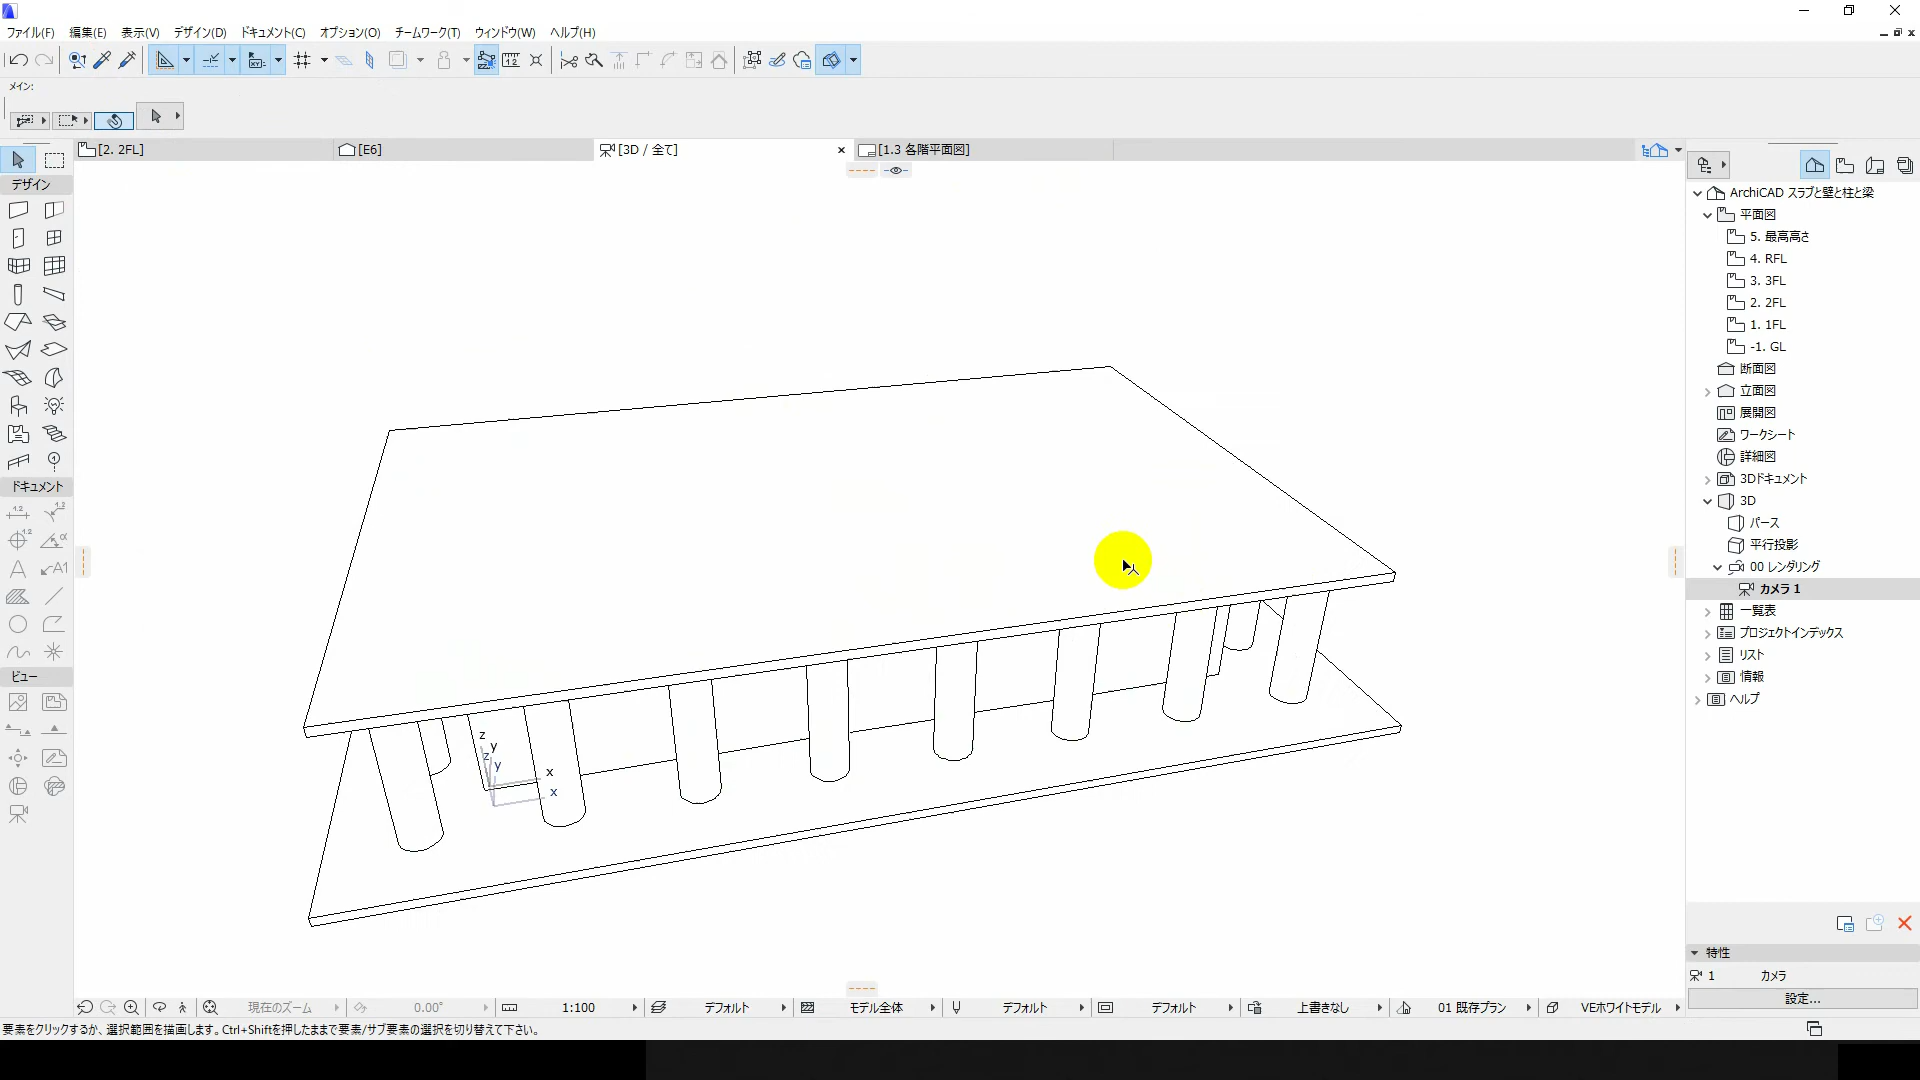 ファイル(F) 編集(E) 表示(V) デザイン(D) ドキュメント(C) オプション(O) チームワーク(T) ウィンドウ(W) ヘルプ(H)
メイン:
[2. 2FL] [E6] [3D / 全て] [1.3 各階平面図]
デザイン
ドキュメント
ビュー
ArchiCAD スラブと壁と柱と梁
平面図
5. 最高高さ
4. RFL
3. 3FL
2. 2FL
1. 1FL
-1. GL
断面図
立面図
展開図
ワークシート
詳細図
3Dドキュメント
3D
パース
平行投影
00 レンダリング
カメラ 1
一覧表
プロジェクトインデックス
リスト
情報
ヘルプ
z
y
z
y
x
x
特性
1 カメラ
設定...
現在のズーム 0.00° 1:100 デフォルト モデル全体 デフォルト デフォルト 上書きなし 01 既存プラン VEホワイトモデル
要素をクリックするか、選択範囲を描画します。Ctrl+Shiftを押したままで要素/サブ要素の選択を切り替えて下さい。